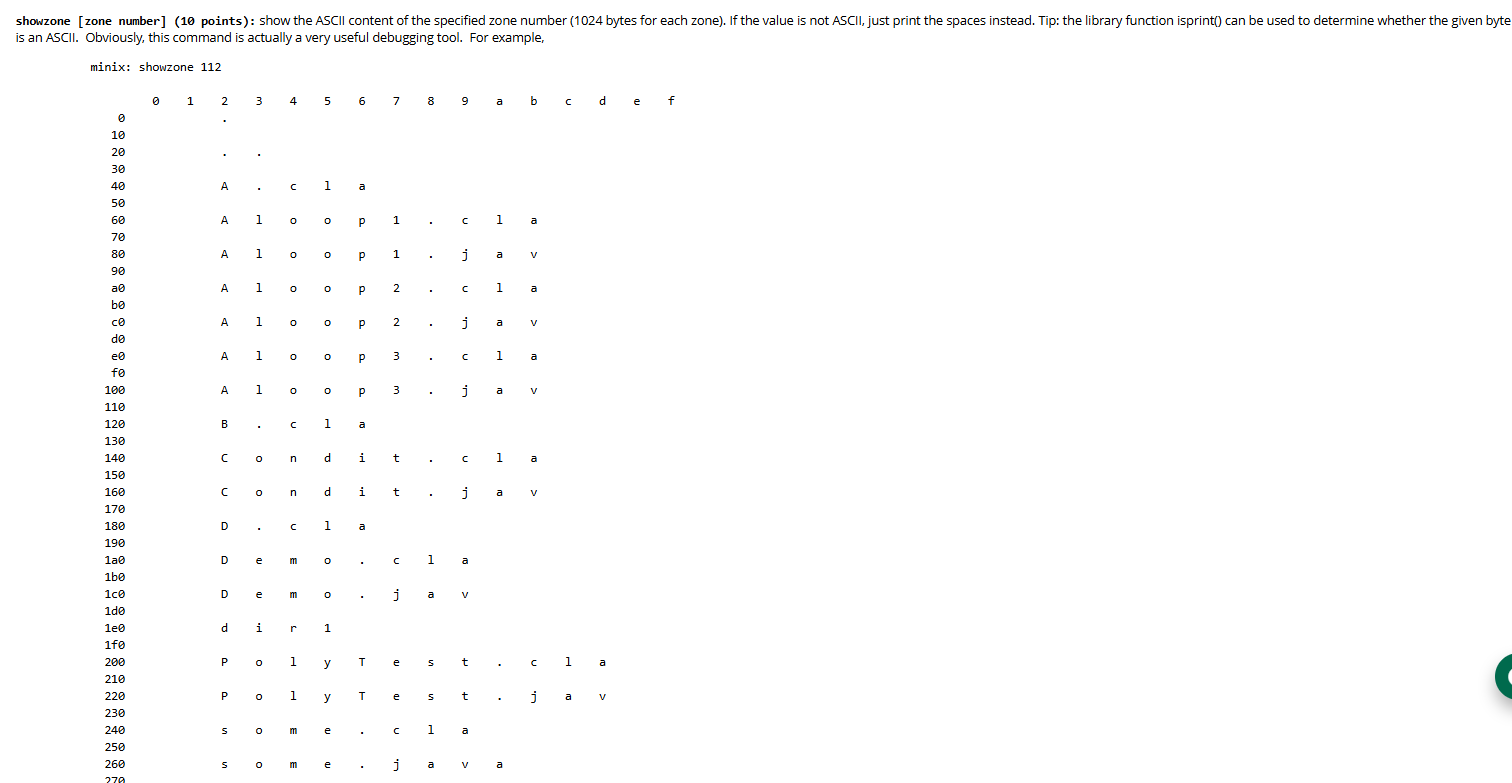 showzone [zone number] (10 points): show the ASCII content of the specified zone number (1024 bytes for each zone). If the value is not ASCII, just print the spaces instead. Tip: the library function isprint() can be used to determine whether the given byte
is an ASCII. Obviously, this command is actually a very useful debugging tool. For example,
minix: showzone 112
0 1 2 3 4 5 6 7 8 9 a b c d e f
0 .
10
20 . .
30
40 A . c l a
50
60 A l o o p 1 . c l a
70
80 A l o o p 1 . j a v
90
a0 A l o o p 2 . c l a
b0
c0 A l o o p 2 . j a v
d0
e0 A l o o p 3 . c l a
f0
100 A l o o p 3 . j a v
110
120 B . c l a
130
140 C o n d i t . c l a
150
160 C o n d i t . j a v
170
180 D . c l a
190
1a0 D e m o . c l a
1b0
1c0 D e m o . j a v
1d0
1e0 d i r 1
1f0
200 P o l y T e s t . c l a
210
220 P o l y T e s t . j a v
230
240 s o m e . c l a
250
260 s o m e . j a v a
270